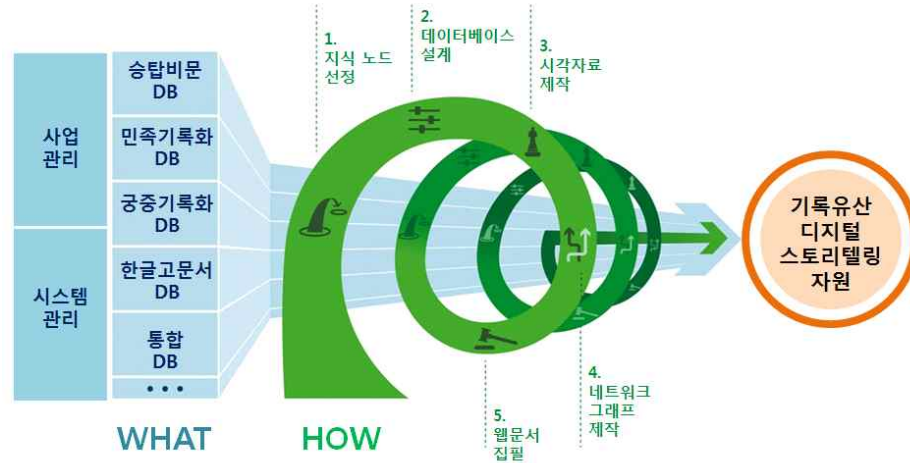 사업
관리
시스템
관리
승탑비문
DB
민족기록화
DB
궁중기록화
DB
한글고문서
DB
통합
DB
• • •
WHAT
HOW
1.
지식 노드
선정
2.
데이터베이스
설계
3.
시각자료
제작
4.
네트워크
그래프
제작
5.
웹문서
집필
기록유산
디지털
스토리텔링
자원